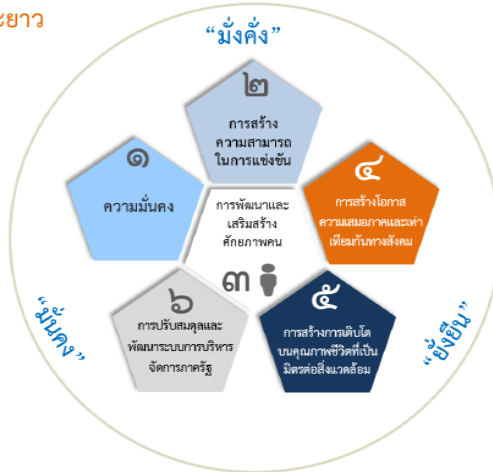 ะยาว
“มั่งคั่ง”
๒
การสร้าง
ความสามารถ
ในการแข่งขัน
๑
ความมั่นคง
การพัฒนาและ
เสริมสร้าง
ศักยภาพคน
๓
๔
การสร้างโอกาส
ความเสมอภาคและเท่า
เทียมกันทางสังคม
๕
การสร้างการเติบโต
บนคุณภาพชีวิตที่เป็น
มิตรต่อสิ่งแวดล้อม
๖
การปรับสมดุลและ
พัฒนาระบบการบริหาร
จัดการภาครัฐ
“มั่นคง”
“ยั่งยืน”